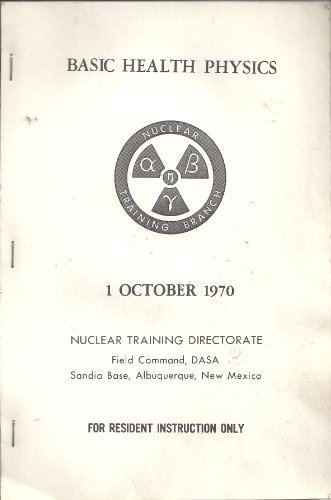 BASIC HEALTH PHYSICS
NUCLEAR
α β
η
γ
TRAINING BRANCH
1 OCTOBER 1970
NUCLEAR TRAINING DIRECTORATE
Field Command, DASA
Sandia Base, Albuquerque, New Mexico
FOR RESIDENT INSTRUCTION ONLY